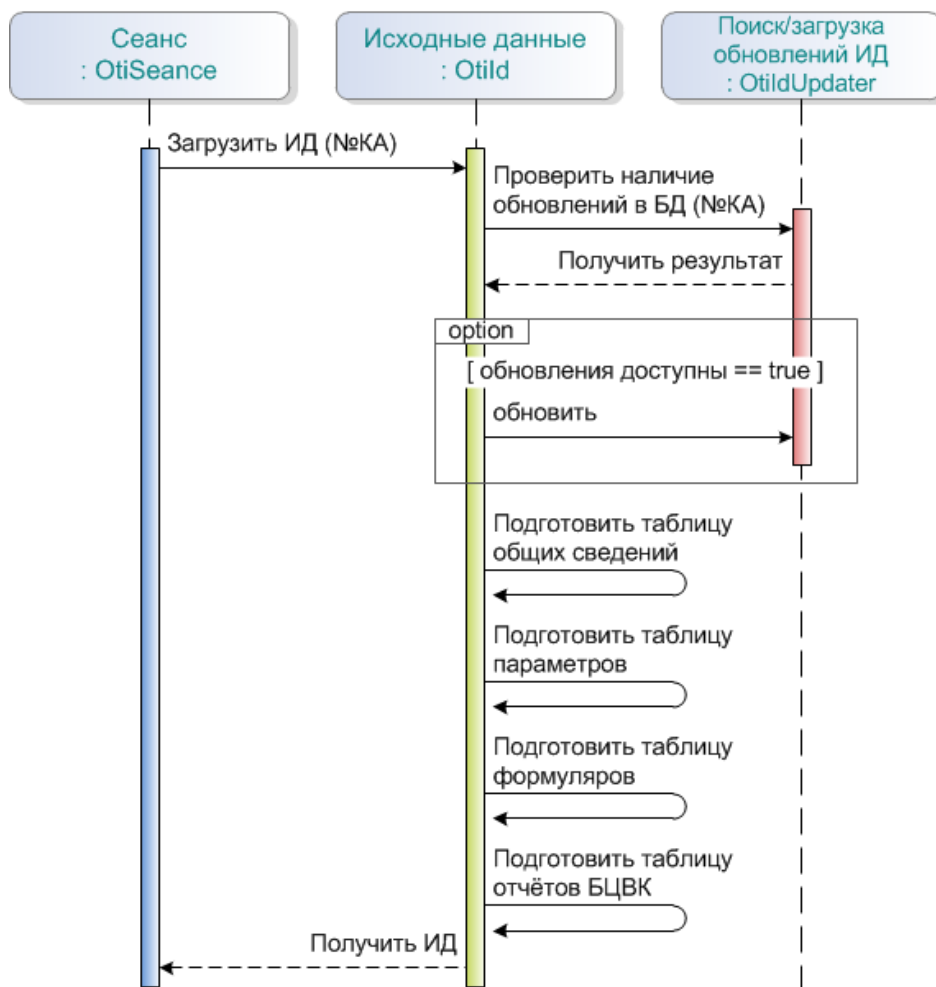 Сеанс
: OtiSeance
Исходные данные
: OtiId
Поиск/загрузка
обновлений ИД
: OtiIdUpdater
Загрузить ИД (№КА)
Проверить наличие
обновлений в БД (№КА)
Получить результат
option
[ обновления доступны == true ]
обновить
Подготовить таблицу
общих сведений
Подготовить таблицу
параметров
Подготовить таблицу
формуляров
Подготовить таблицу
отчётов БЦВК
Получить ИД